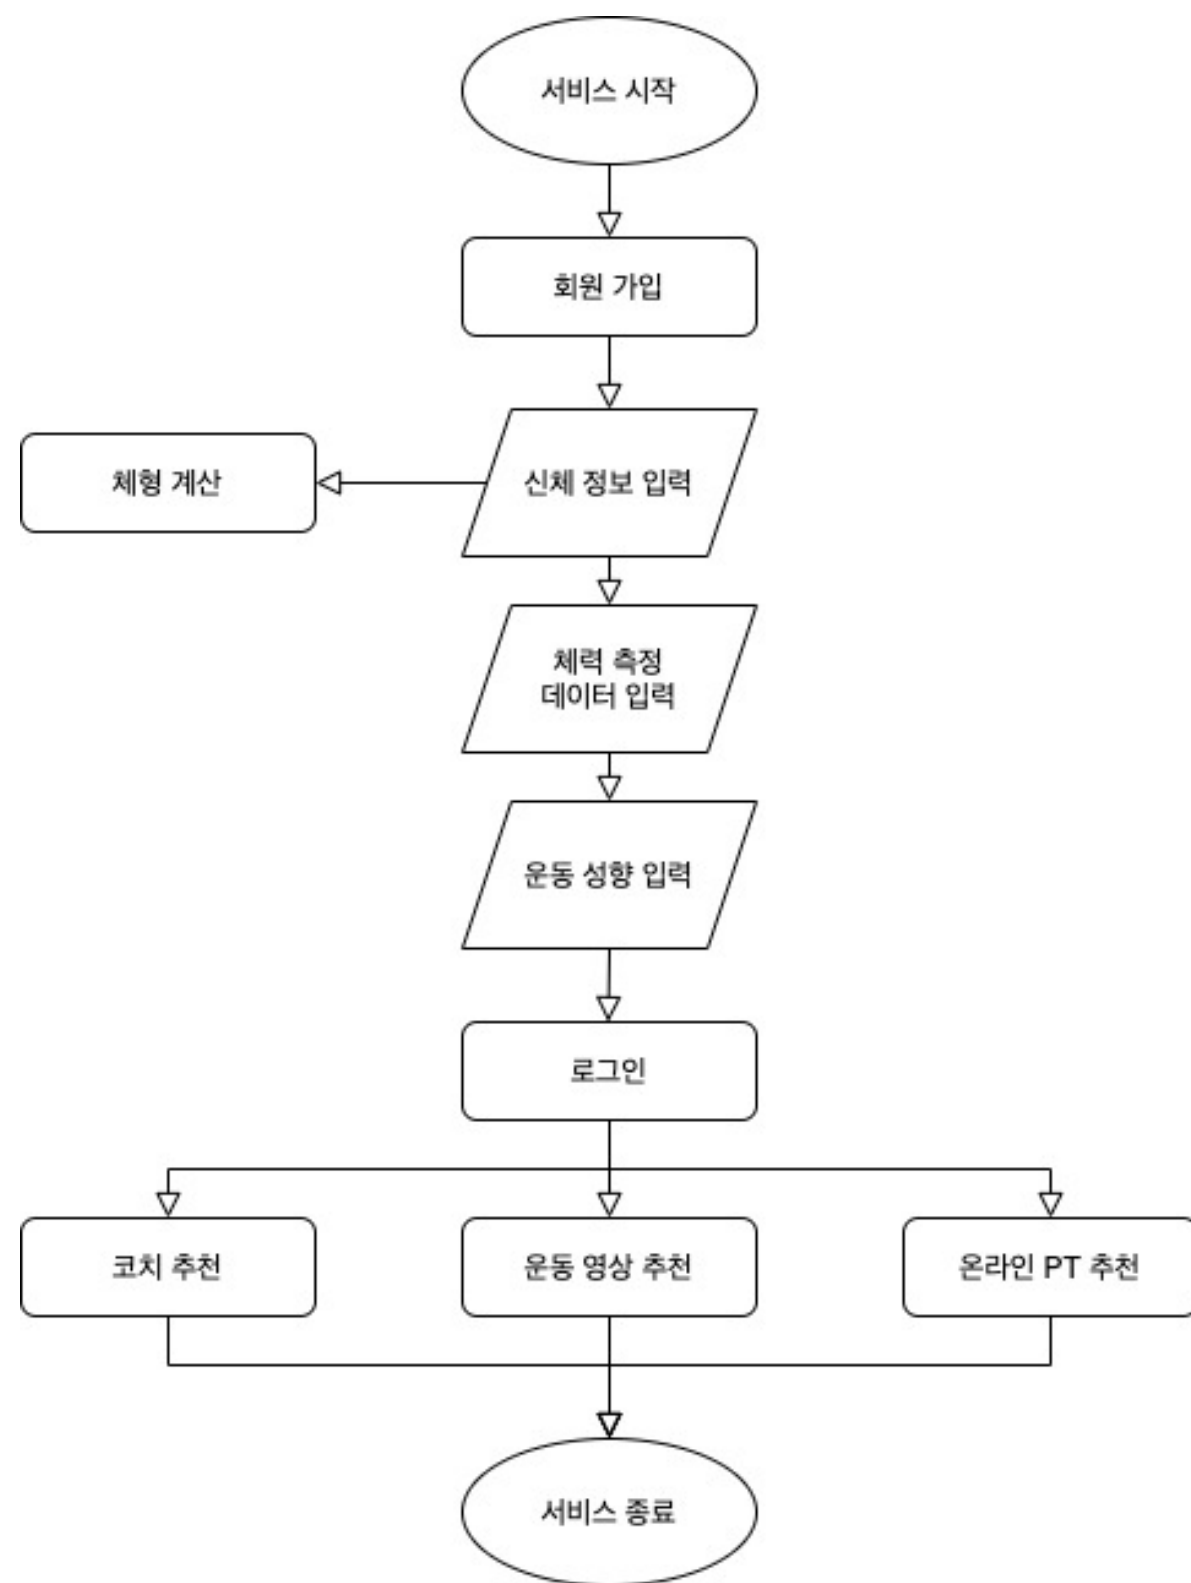 서비스 시작
회원 가입
체형 계산
신체 정보 입력
체력 측정
데이터 입력
운동 성향 입력
로그인
코치 추천
운동 영상 추천
온라인 PT 추천
서비스 종료